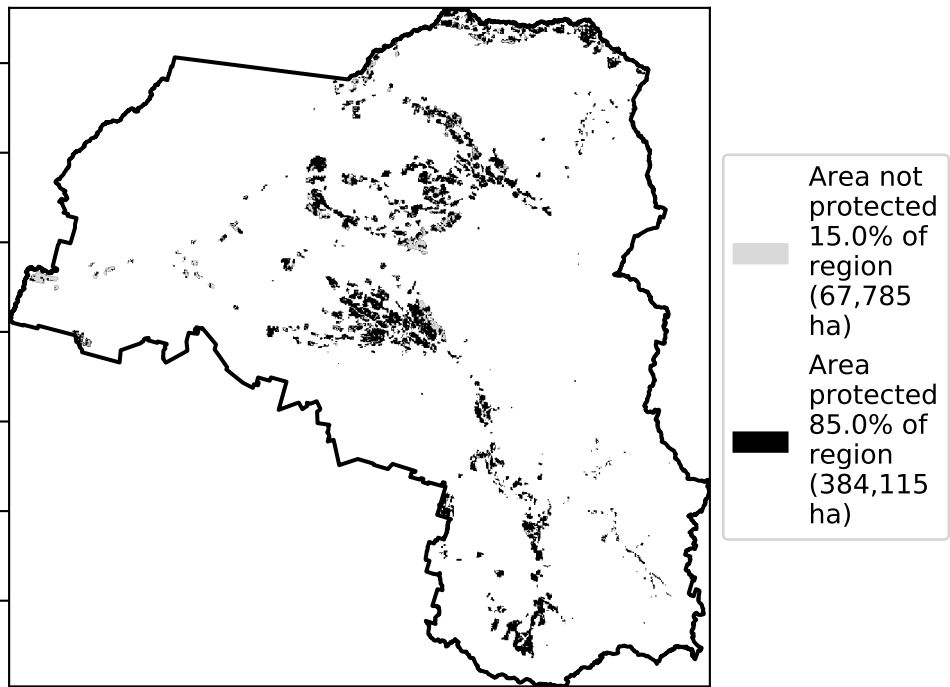 Area not
protected
15.0% of
region
(67,785
ha)
Area
protected
85.0% of
region
(384,115
ha)